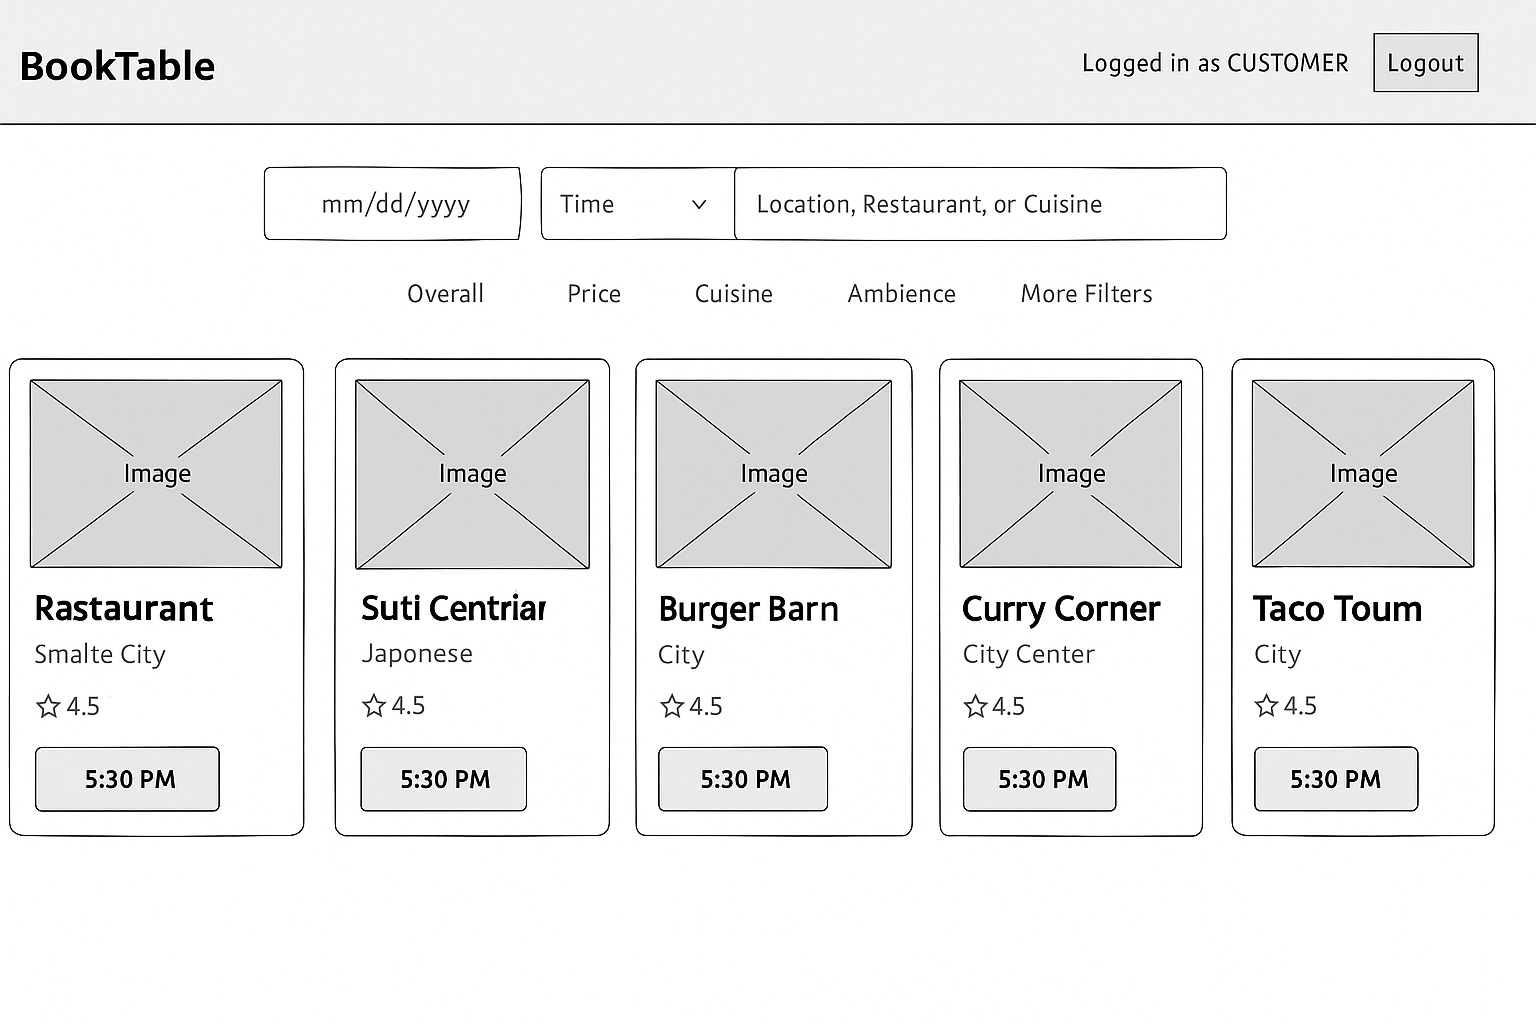 BookTable
Logged in as CUSTOMER
Logout
mm/dd/yyyy
Time
Location, Restaurant, or Cuisine
Overall
Price
Cuisine
Ambience
More Filters
Image
Rastaurant
Smalte City
4.5
5:30 PM
Image
Suti Centriar
Japonese
4.5
5:30 PM
Image
Burger Barn
City
4.5
5:30 PM
Image
Curry Corner
City Center
4.5
5:30 PM
Image
Taco Toum
City
4.5
5:30 PM